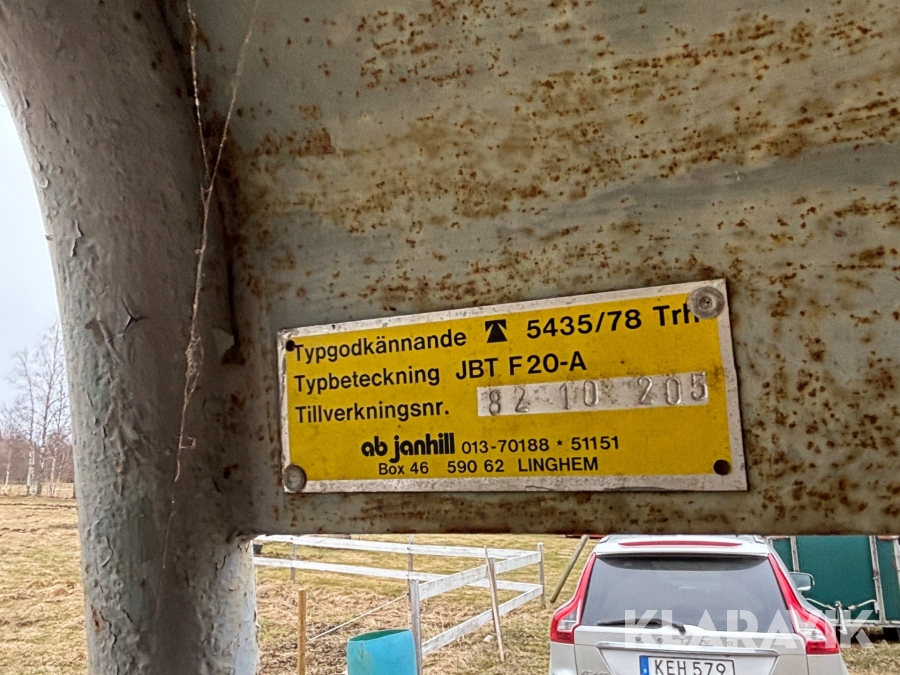 Typgodkännande 5435/78 Trh
Typbeteckning JBT F20-A
Tillverkningsnr. 82 10 205
ab janhill 013-70188 * 51151
Box 46 590 62 LINGHEM
KLARAVIK
KEH 579